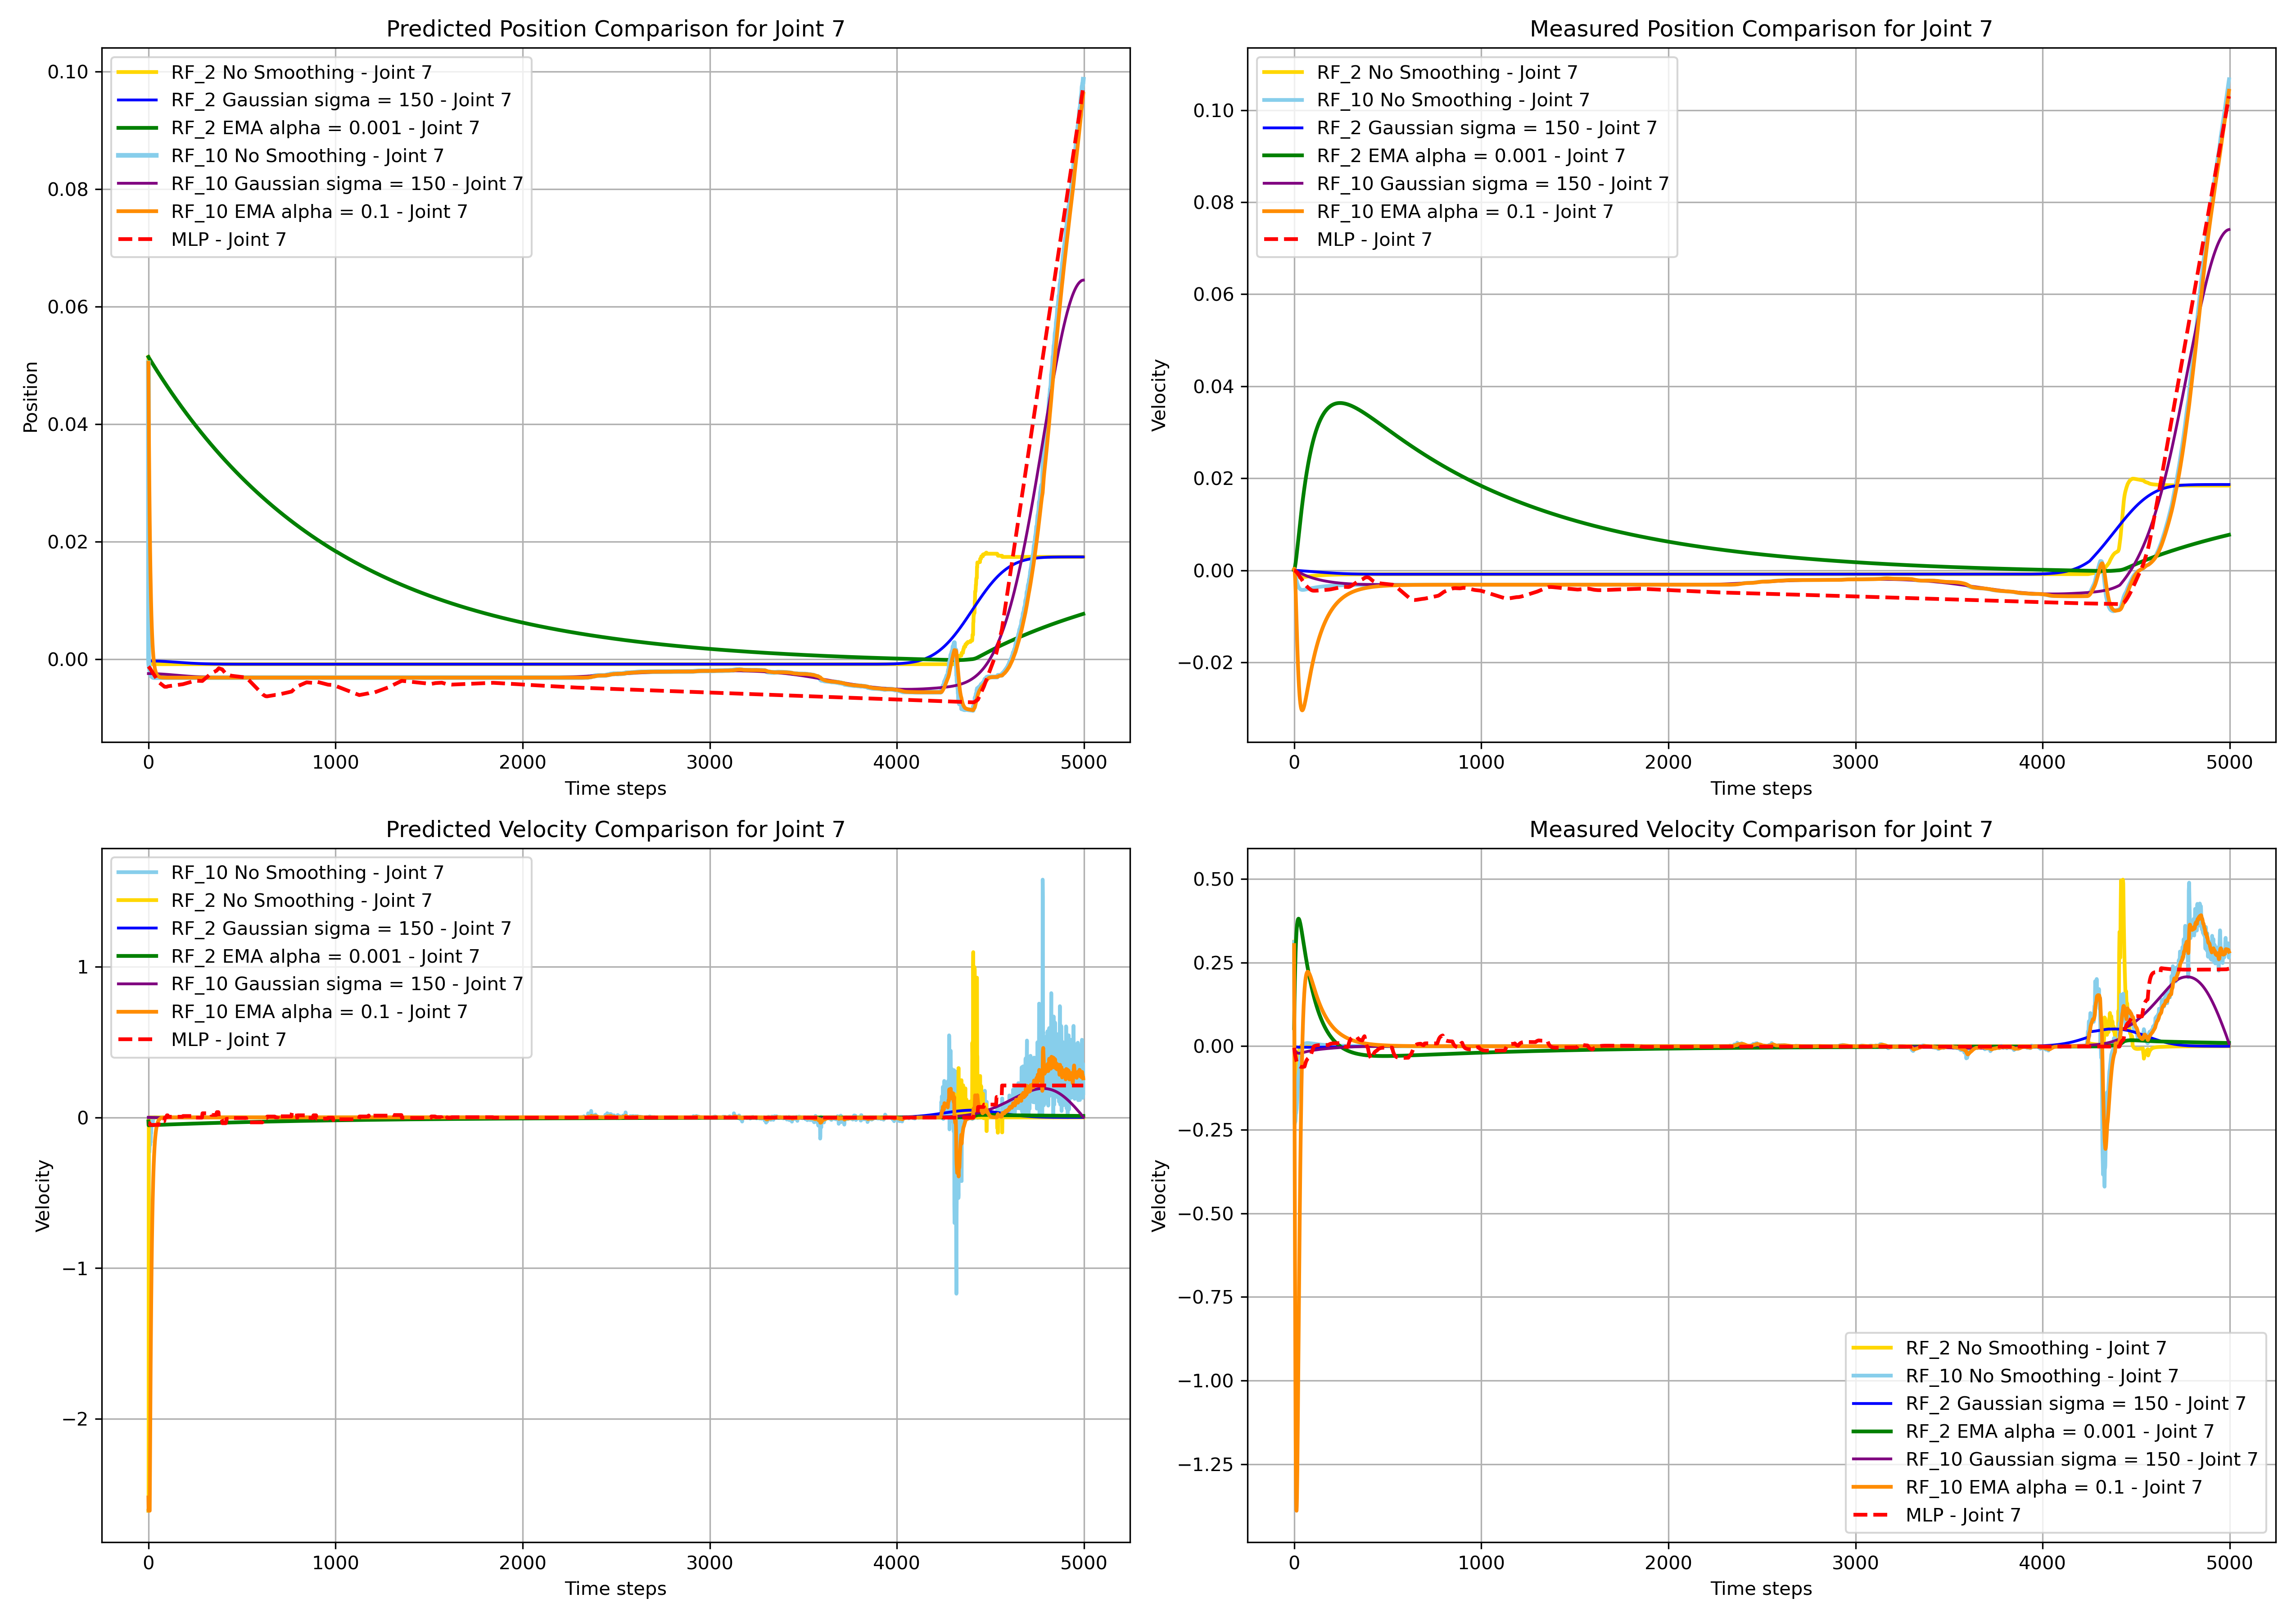 Predicted Position Comparison for Joint 7
RF_2 No Smoothing - Joint 7
RF_2 Gaussian sigma = 150 - Joint 7
RF_2 EMA alpha = 0.001 - Joint 7
RF_10 No Smoothing - Joint 7
RF_10 Gaussian sigma = 150 - Joint 7
RF_10 EMA alpha = 0.1 - Joint 7
MLP - Joint 7
0.10
0.08
0.06
0.04
0.02
0.00
Position
0 1000 2000 3000 4000 5000
Time steps
Measured Position Comparison for Joint 7
RF_2 No Smoothing - Joint 7
RF_10 No Smoothing - Joint 7
RF_2 Gaussian sigma = 150 - Joint 7
RF_2 EMA alpha = 0.001 - Joint 7
RF_10 Gaussian sigma = 150 - Joint 7
RF_10 EMA alpha = 0.1 - Joint 7
MLP - Joint 7
0.10
0.08
0.06
0.04
0.02
0.00
−0.02
Velocity
0 1000 2000 3000 4000 5000
Time steps
Predicted Velocity Comparison for Joint 7
RF_10 No Smoothing - Joint 7
RF_2 No Smoothing - Joint 7
RF_2 Gaussian sigma = 150 - Joint 7
RF_2 EMA alpha = 0.001 - Joint 7
RF_10 Gaussian sigma = 150 - Joint 7
RF_10 EMA alpha = 0.1 - Joint 7
MLP - Joint 7
1
0
−1
−2
Velocity
0 1000 2000 3000 4000 5000
Time steps
Measured Velocity Comparison for Joint 7
0.50
0.25
0.00
−0.25
−0.50
−0.75
−1.00
−1.25
Velocity
RF_2 No Smoothing - Joint 7
RF_10 No Smoothing - Joint 7
RF_2 Gaussian sigma = 150 - Joint 7
RF_2 EMA alpha = 0.001 - Joint 7
RF_10 Gaussian sigma = 150 - Joint 7
RF_10 EMA alpha = 0.1 - Joint 7
MLP - Joint 7
0 1000 2000 3000 4000 5000
Time steps